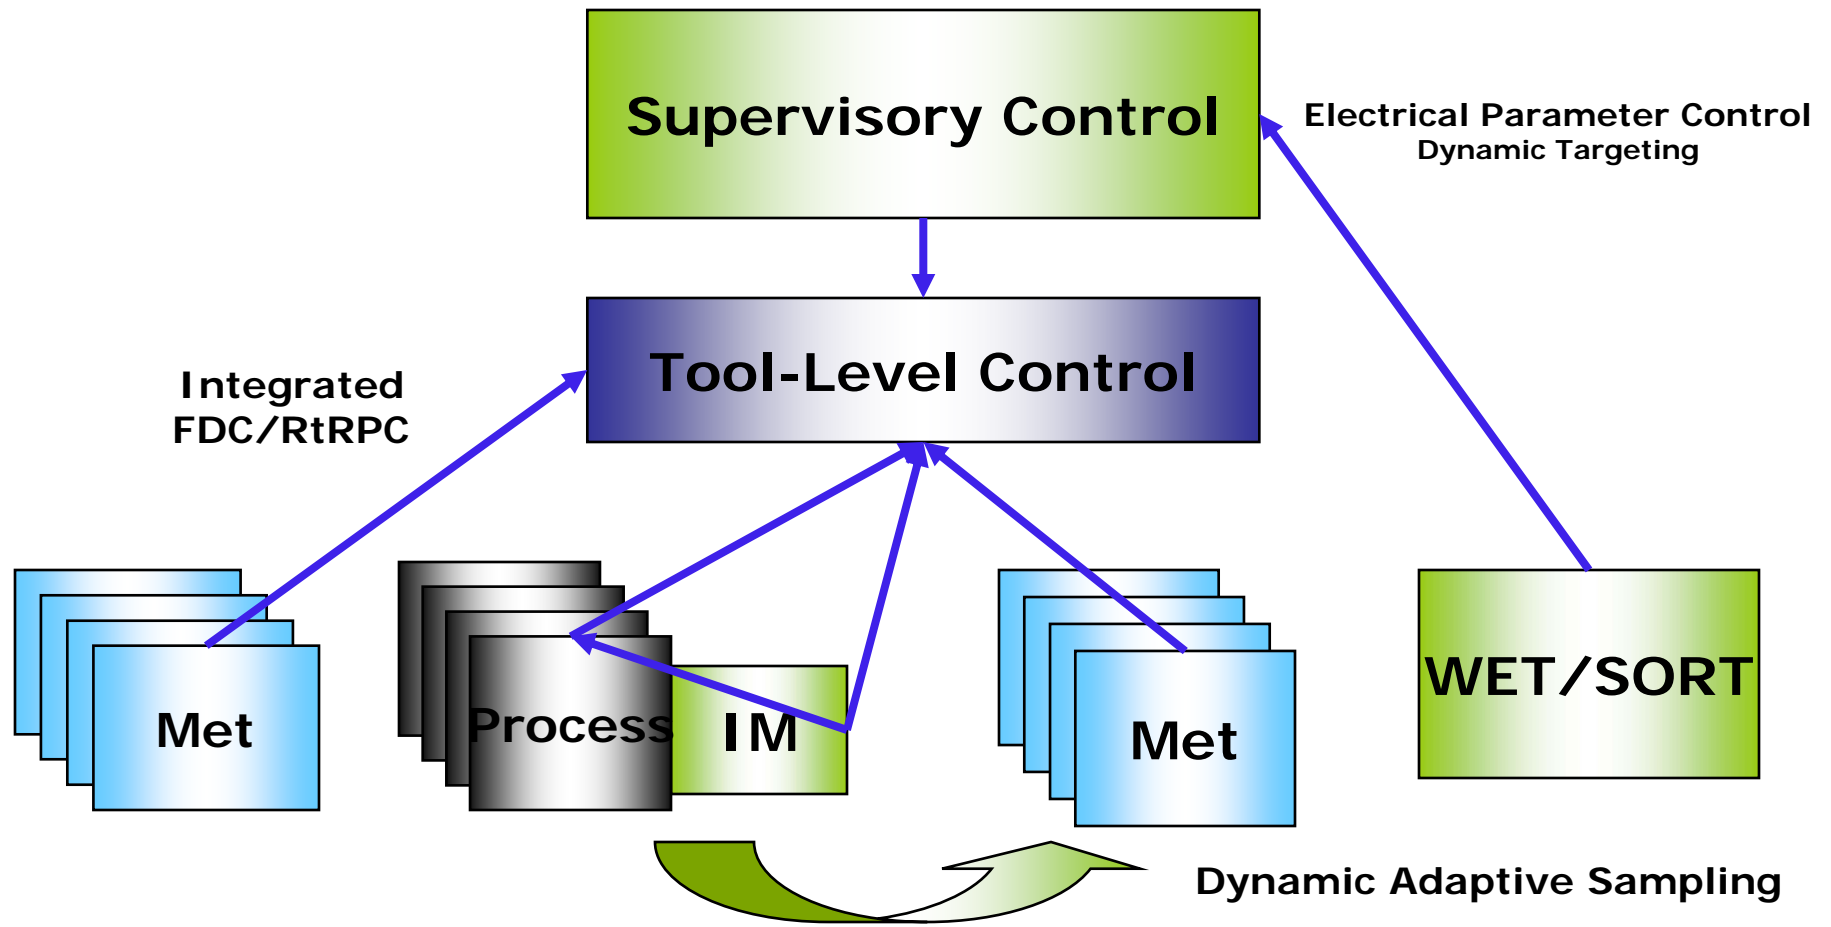 Supervisory Control
Electrical Parameter Control
Dynamic Targeting
Tool-Level Control
Integrated
FDC/RtRPC
Met
Process
IM
Met
WET/SORT
Dynamic Adaptive Sampling